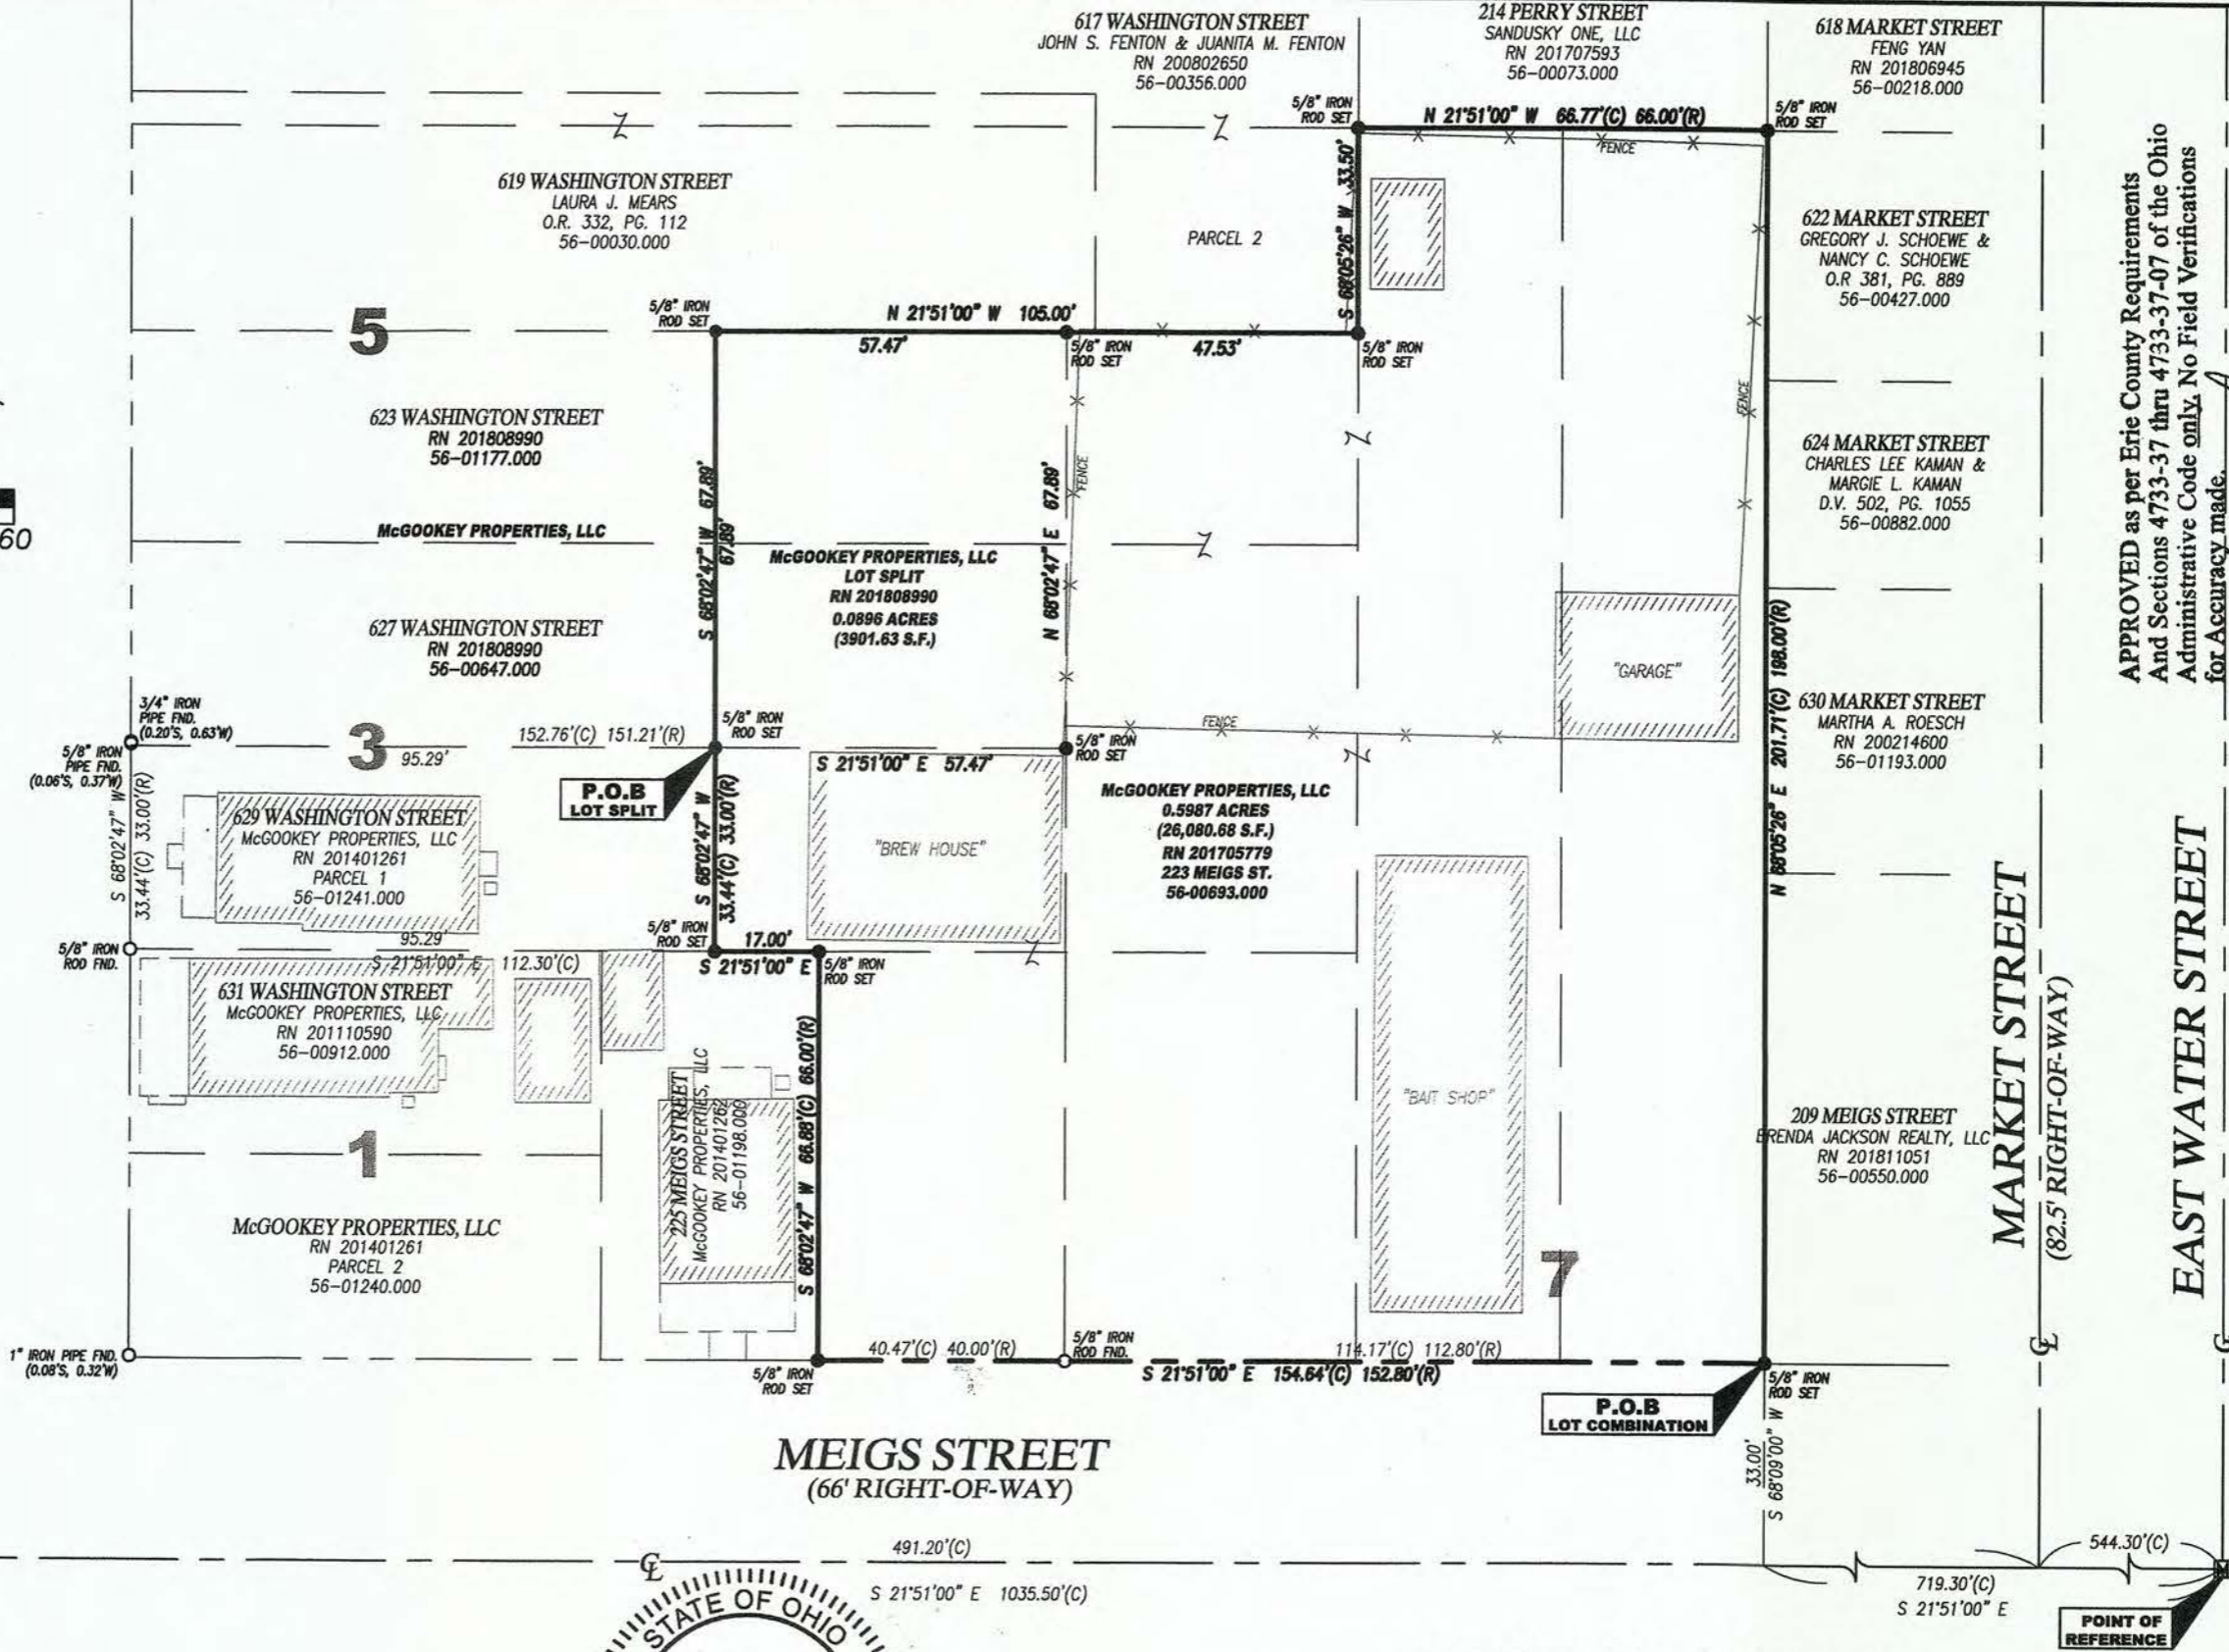 617 WASHINGTON STREET
JOHN S. FENTON & JUANITA M. FENTON
RN 200802650
56-00356.000
214 PERRY STREET
SANDUSKY ONE, LLC
RN 201707593
56-00073.000
618 MARKET STREET
FENG YAN
RN 201806945
56-00218.000
5/8" IRON
ROD SET
N 21°51'00" W 66.77'(C) 66.00'(R)
5/8" IRON
ROD SET
FENCE
S 68°05'26" W 33.50'
619 WASHINGTON STREET
LAURA J. MEARS
O.R. 332, PG. 112
56-00030.000
PARCEL 2
622 MARKET STREET
GREGORY J. SCHOEWE &
NANCY C. SCHOEWE
O.R 381, PG. 889
56-00427.000
APPROVED as per Erie County Requirements
And Sections 4733-37 thru 4733-37-07 of the Ohio
Administrative Code only. No Field Verifications
for Accuracy made.
5/8" IRON
ROD SET
N 21°51'00" W 105.00'
57.47'
5/8" IRON
ROD SET
47.53'
5/8" IRON
ROD SET
5
FENCE
FENCE
623 WASHINGTON STREET
RN 201808990
56-01177.000
624 MARKET STREET
CHARLES LEE KAMAN &
MARGIE L. KAMAN
D.V. 502, PG. 1055
56-00882.000
60
McGOOKEY PROPERTIES, LLC
S 68°02'47" W 67.89'
67.89'
McGOOKEY PROPERTIES, LLC
LOT SPLIT
RN 201808990
0.0896 ACRES
(3901.63 S.F.)
N 68°02'47" E 67.89'
627 WASHINGTON STREET
RN 201808990
56-00647.000
"GARAGE"
N 68°05'26" E 201.71'(C) 198.00'(R)
630 MARKET STREET
MARTHA A. ROESCH
RN 200214600
56-01193.000
3/4" IRON
PIPE FND.
(0.20'S, 0.63'W)
5/8" IRON
PIPE FND.
(0.06'S, 0.37'W)
3
95.29'
152.76'(C) 151.21'(R)
5/8" IRON
ROD SET
FENCE
5/8" IRON
ROD SET
S 21°51'00" E 57.47'
P.O.B
LOT SPLIT
S 68°02'47" W
33.44'(C) 33.00'(R)
S 68°02'47" W
33.44'(C) 33.00'(R)
629 WASHINGTON STREET
McGOOKEY PROPERTIES, LLC
RN 201401261
PARCEL 1
56-01241.000
"BREW HOUSE"
McGOOKEY PROPERTIES, LLC
0.5987 ACRES
(26,080.68 S.F.)
RN 201705779
223 MEIGS ST.
56-00693.000
5/8" IRON
ROD FND.
95.29'
S 21°51'00" E 112.30'(C)
5/8" IRON
ROD SET
17.00'
S 21°51'00" E
5/8" IRON
ROD SET
631 WASHINGTON STREET
McGOOKEY PROPERTIES, LLC
RN 201110590
56-00912.000
225 MEIGS STREET
McGOOKEY PROPERTIES, LLC
RN 201401262
56-01198.000
S 68°02'47" W 66.88'(C) 66.00'(R)
"BAIT SHOP"
209 MEIGS STREET
BRENDA JACKSON REALTY, LLC
RN 201811051
56-00550.000
MARKET STREET
(82.5' RIGHT-OF-WAY)
EAST WATER STREET
1
McGOOKEY PROPERTIES, LLC
RN 201401261
PARCEL 2
56-01240.000
7
1" IRON PIPE FND.
(0.08'S, 0.32'W)
5/8" IRON
ROD SET
40.47'(C) 40.00'(R)
5/8" IRON
ROD FND.
114.17'(C) 112.80'(R)
S 21°51'00" E 154.64'(C) 152.80'(R)
5/8" IRON
ROD SET
P.O.B
LOT COMBINATION
33.00'
S 68°09'00" W
MEIGS STREET
(66' RIGHT-OF-WAY)
491.20'(C)
S 21°51'00" E 1035.50'(C)
544.30'(C)
719.30'(C)
S 21°51'00" E
POINT OF
REFERENCE
STATE OF OHIO